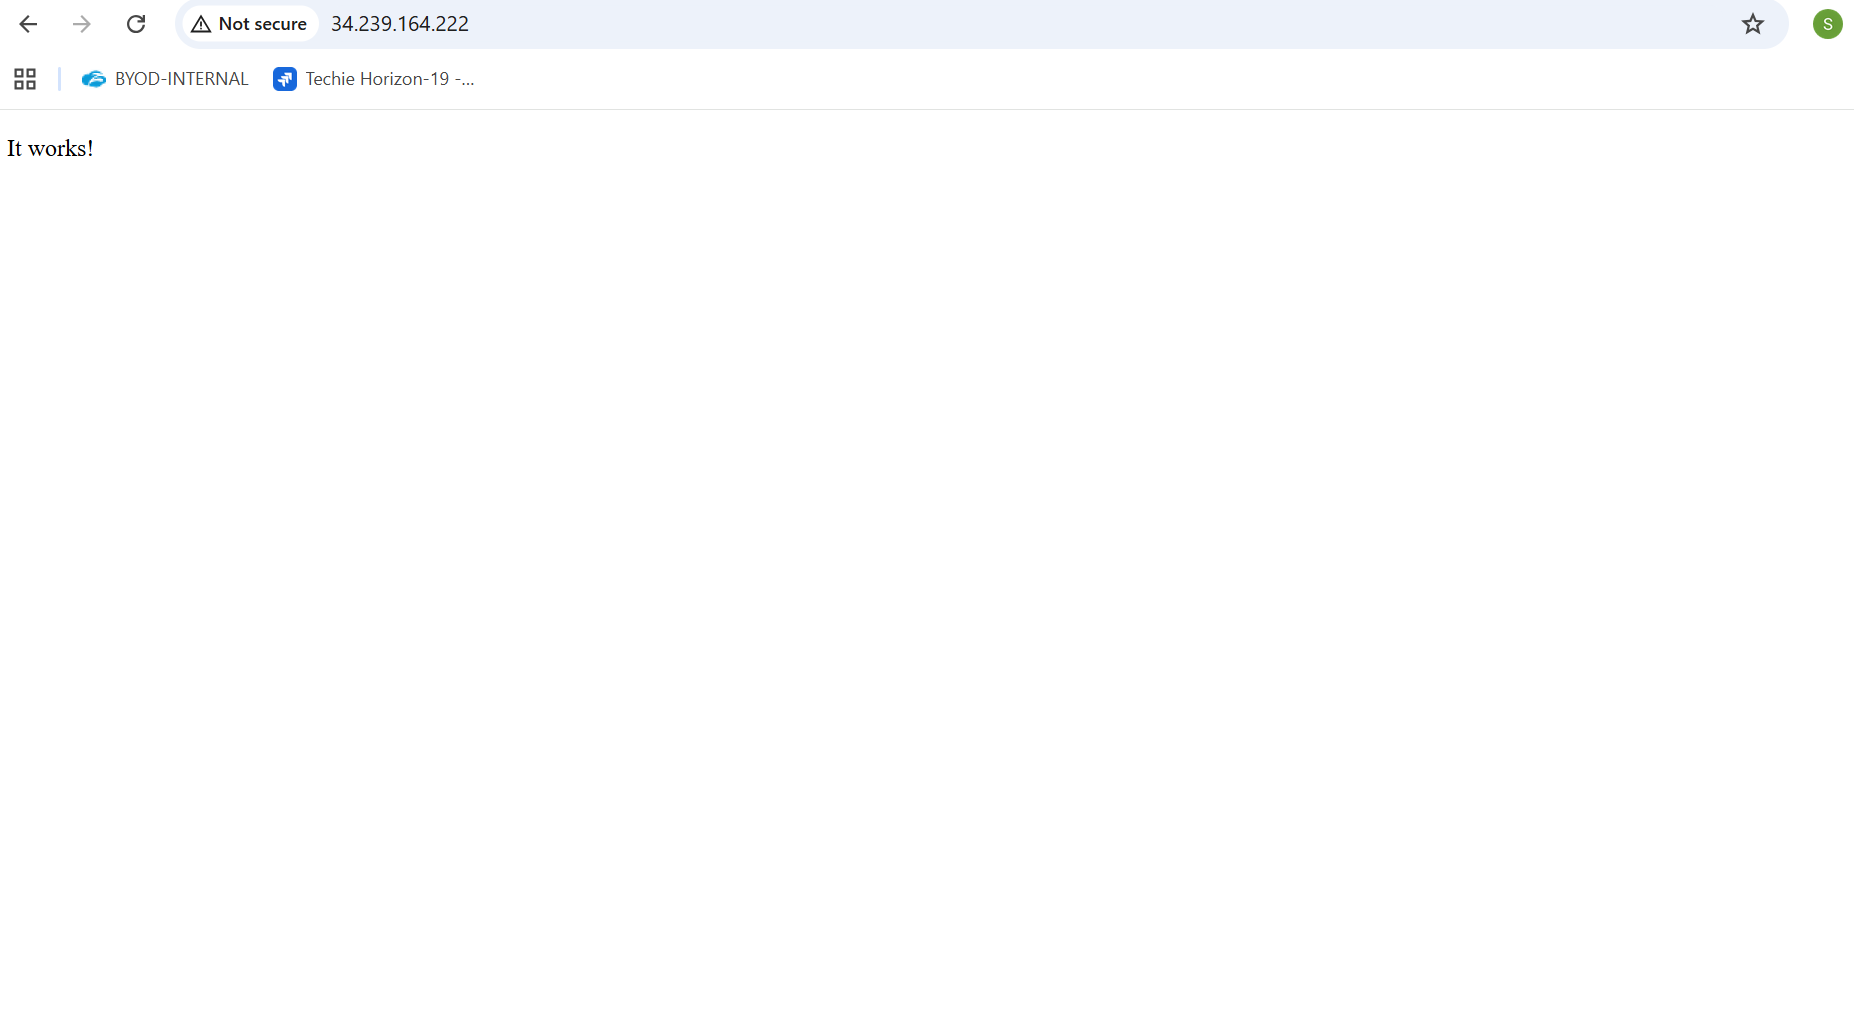 Not secure 34.239.164.222 S
BYOD-INTERNAL Techie Horizon-19 -...
It works!